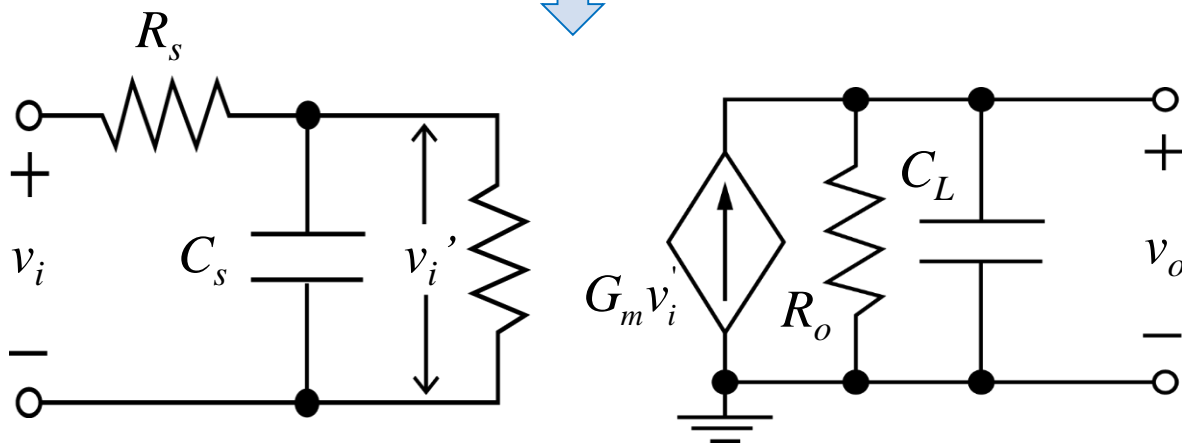 R_s
+
v_i
−
C_s
v_i’
G_m v_i'
R_o
C_L
+
v_o
−